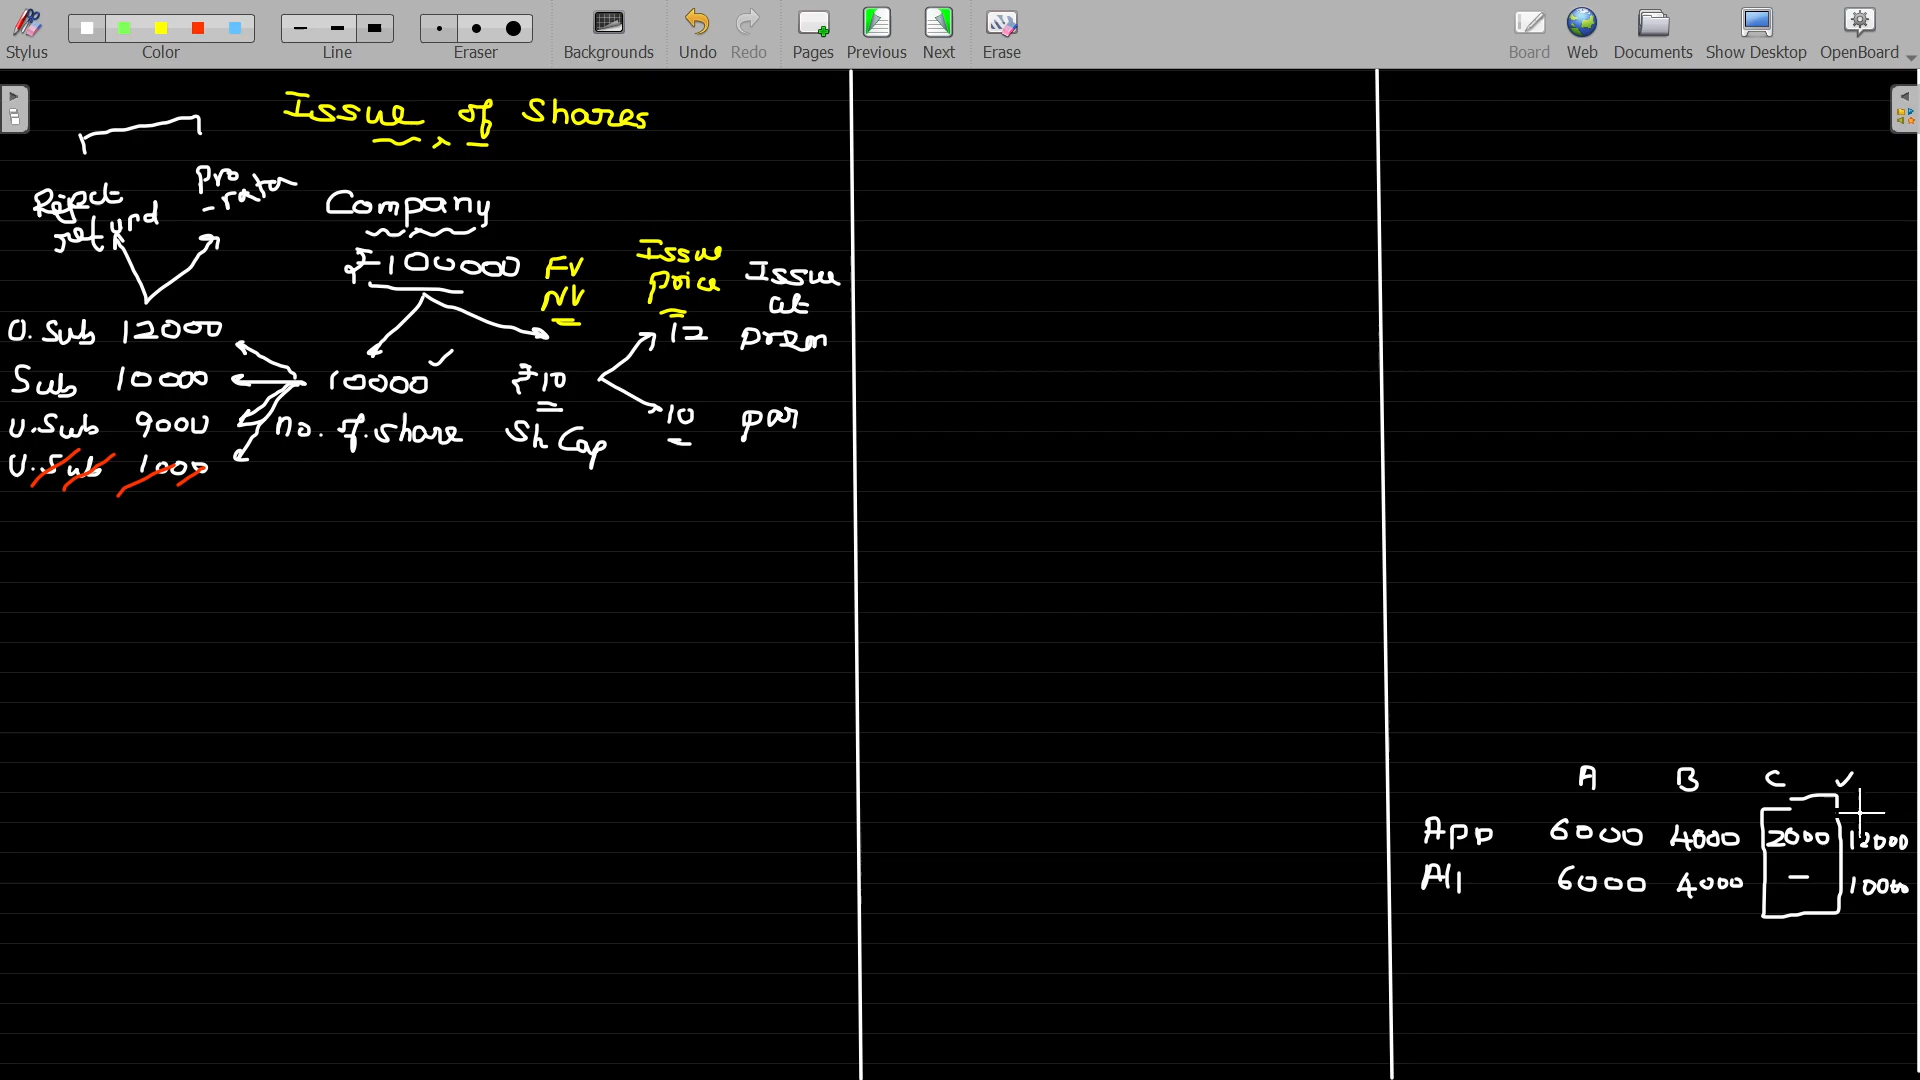 Stylus Color Line Eraser Backgrounds Undo Redo Pages Previous Next Erase Board Web Documents Show Desktop OpenBoard
Issue of Shares
Reject
refund
pro
-rata
Company
₹100000
FV
NV
Issue
price
Issue
at
prem
12
O. Sub 12000
Sub 10000
10000
₹10
10
par
U.Sub 9000
no. of. share
Sh Cap
U.Sub 1000
A B C
App 6000 4000 2000 12000
All 6000 4000 - 10000